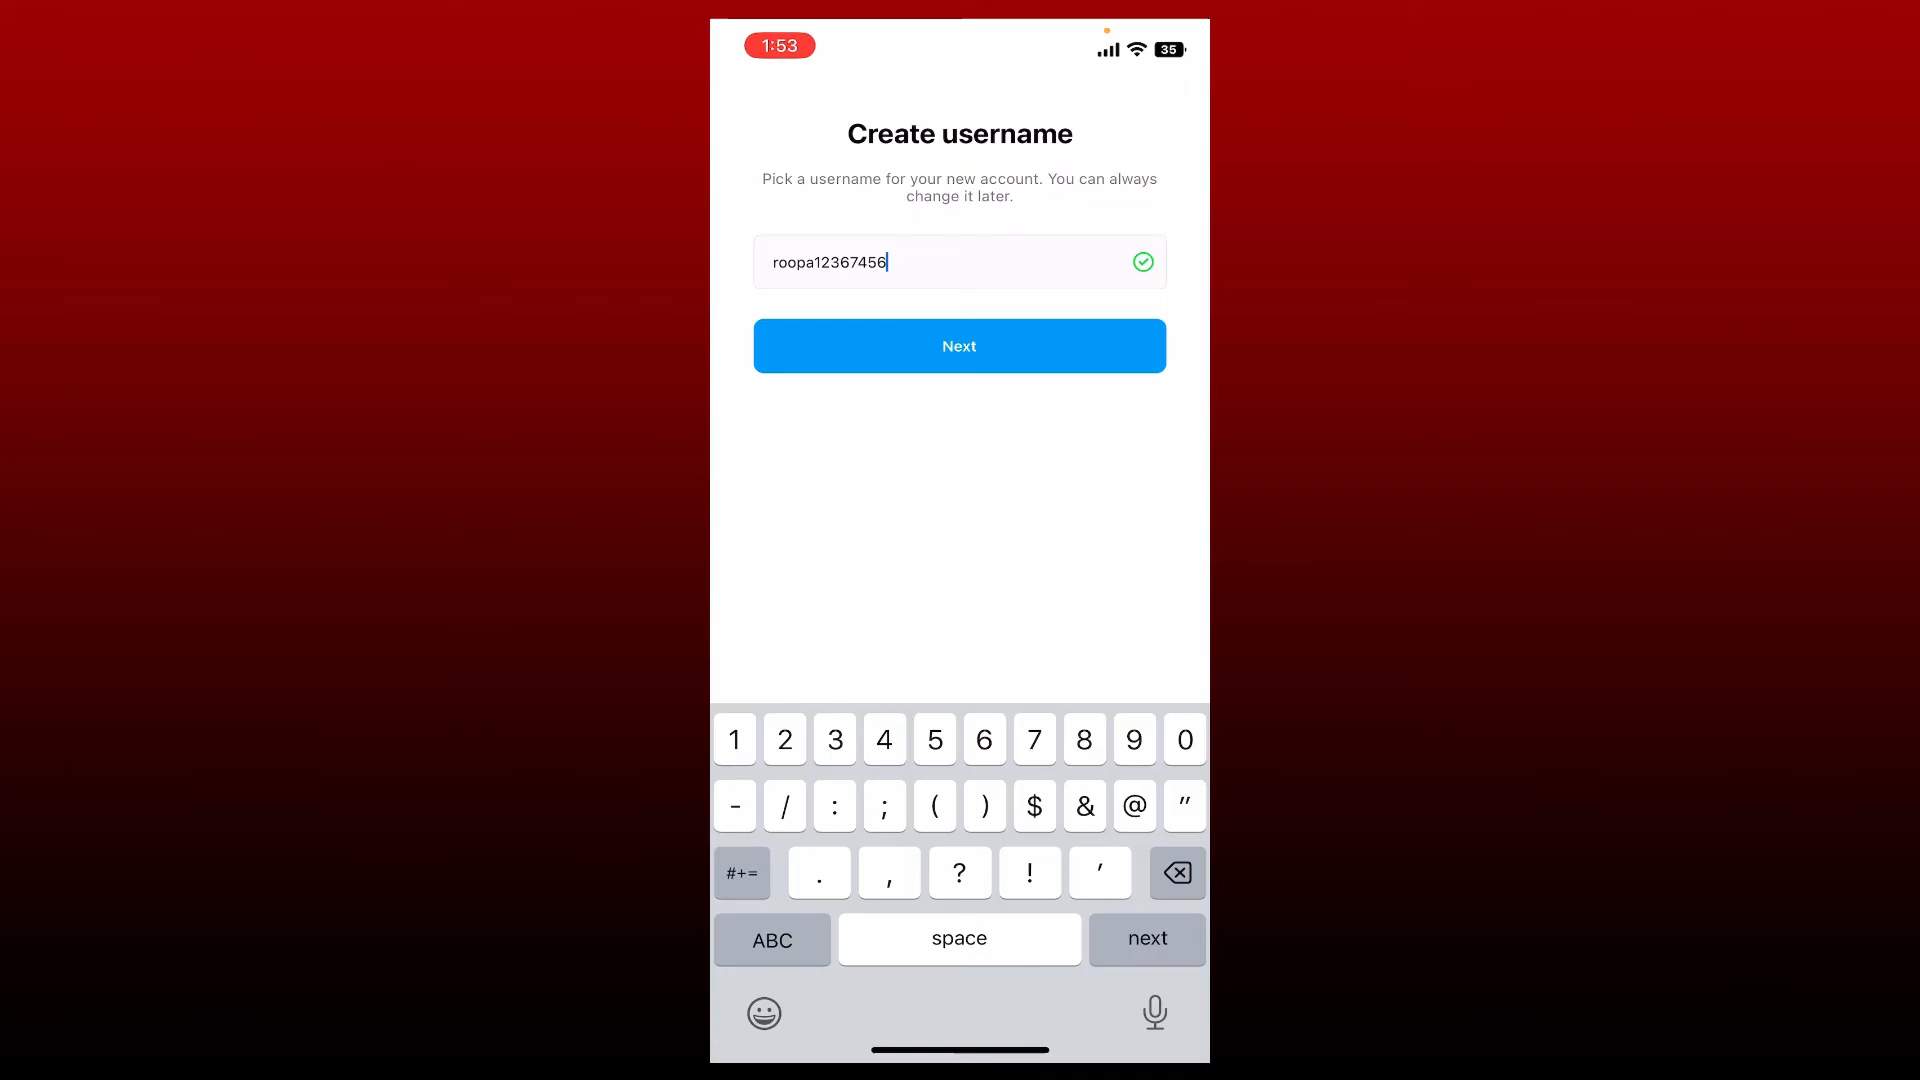 1:53
35
Create username
Pick a username for your new account. You can always
change it later.
roopa12367456
Next
1 2 3 4 5 6 7 8 9 0
- / : ; ( ) $ & @ "
#+= . , ? ! '
ABC space next